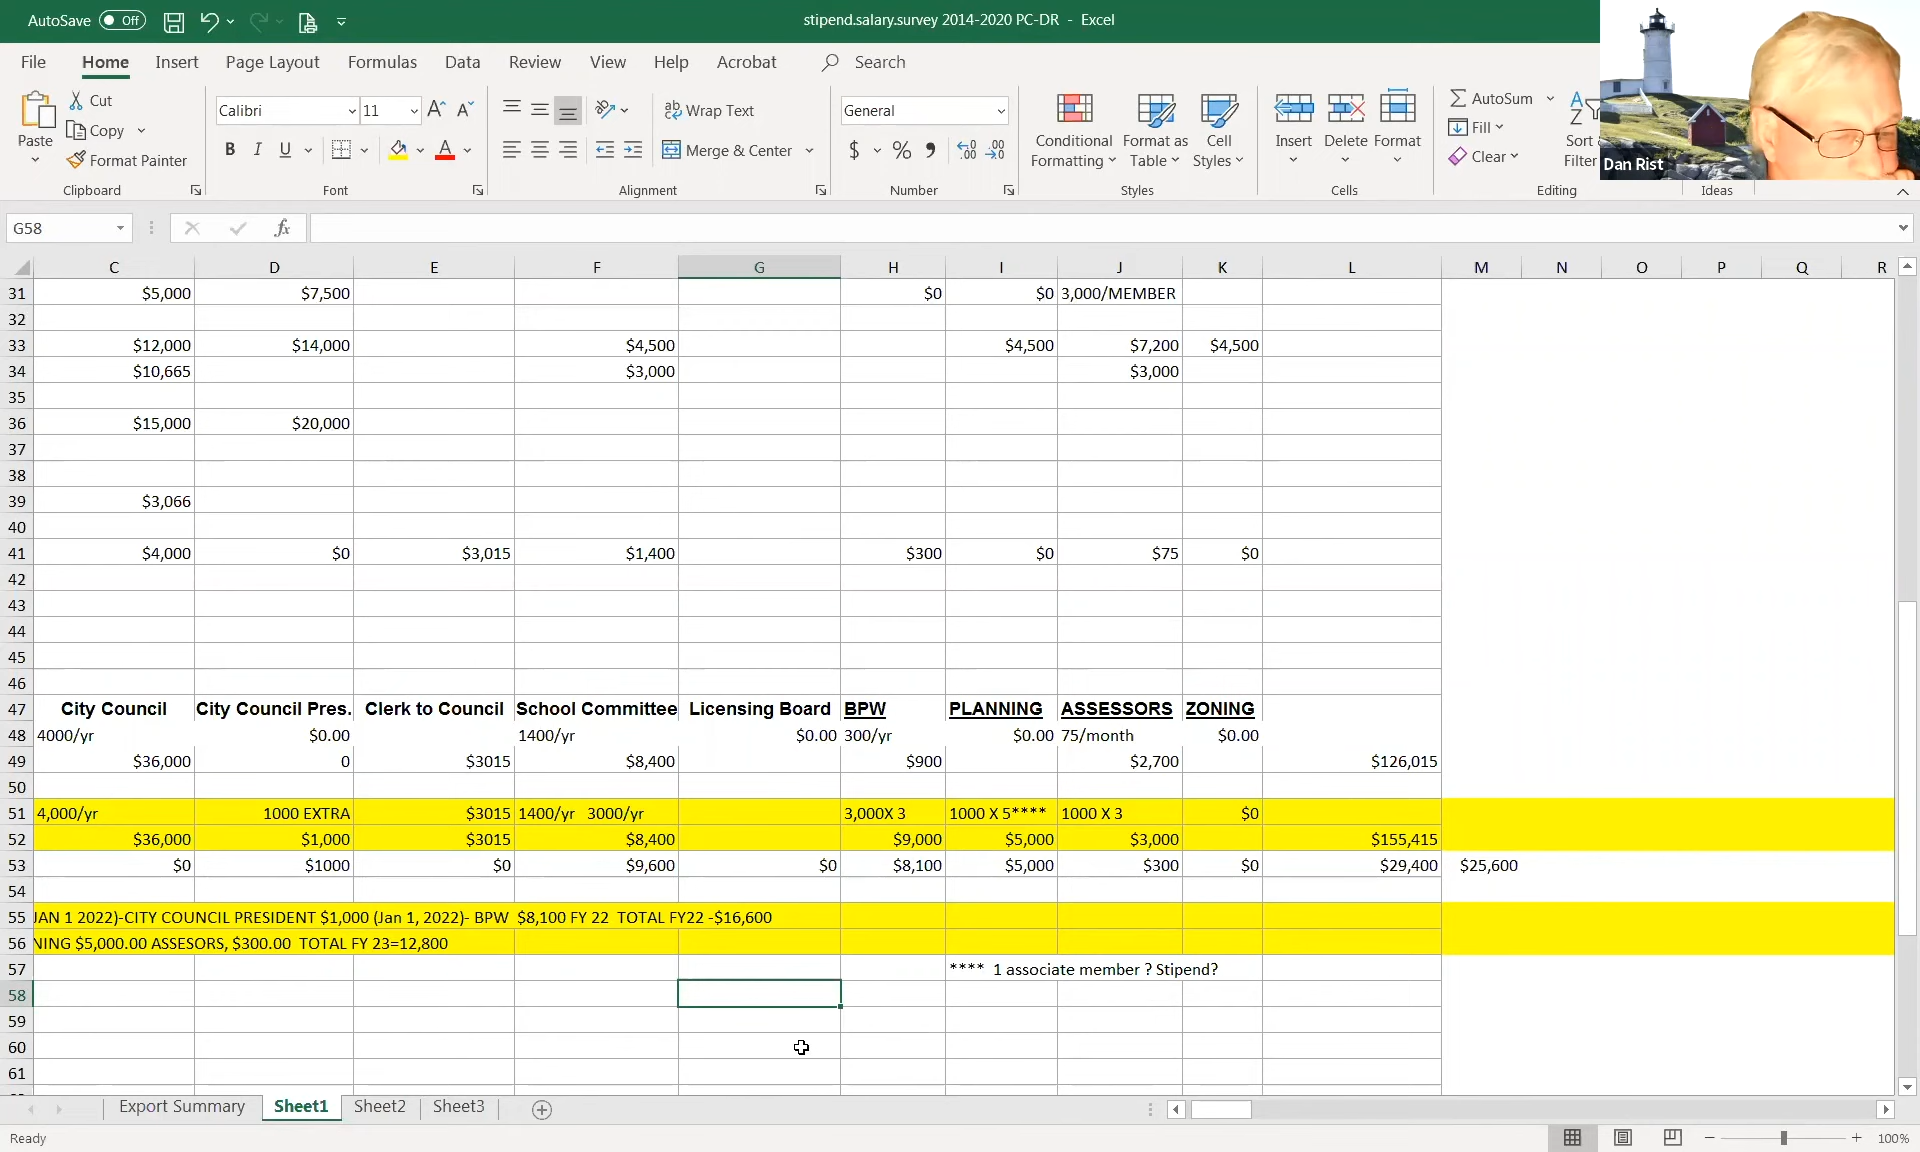 AutoSave Off stipend.salary.survey 2014-2020 PC-DR - Excel
File Home Insert Page Layout Formulas Data Review View Help Acrobat Search
Paste Cut Copy Format Painter Clipboard
Calibri 11 A A B I U A Font
Wrap Text Merge & Center Alignment
General $ % Number
Conditional Formatting Format as Table Cell Styles Styles
Insert Delete Format Cells
AutoSum Fill Clear Sort Filter Editing
Ideas
Dan Rist
G58 fx
C D E F G H I J K L M N O P Q R
31 $5,000 $7,500 $0 $0 3,000/MEMBER
32
33 $12,000 $14,000 $4,500 $4,500 $7,200 $4,500
34 $10,665 $3,000 $3,000
35
36 $15,000 $20,000
37
38
39 $3,066
40
41 $4,000 $0 $3,015 $1,400 $300 $0 $75 $0
42
43
44
45
46
47 City Council City Council Pres. Clerk to Council School Committee Licensing Board BPW PLANNING ASSESSORS ZONING
48 4000/yr $0.00 1400/yr $0.00 300/yr $0.00 75/month $0.00
49 $36,000 0 $3015 $8,400 $900 $2,700 $126,015
50
51 4,000/yr 1000 EXTRA $3015 1400/yr 3000/yr 3,000X 3 1000 X 5**** 1000 X 3 $0
52 $36,000 $1,000 $3015 $8,400 $9,000 $5,000 $3,000 $155,415
53 $0 $1000 $0 $9,600 $0 $8,100 $5,000 $300 $0 $29,400 $25,600
54
55 JAN 1 2022)-CITY COUNCIL PRESIDENT $1,000 (Jan 1, 2022)- BPW $8,100 FY 22 TOTAL FY22 -$16,600
56 NING $5,000.00 ASSESORS, $300.00 TOTAL FY 23=12,800
57 **** 1 associate member ? Stipend?
58
59
60
61
Export Summary Sheet1 Sheet2 Sheet3
Ready 100%